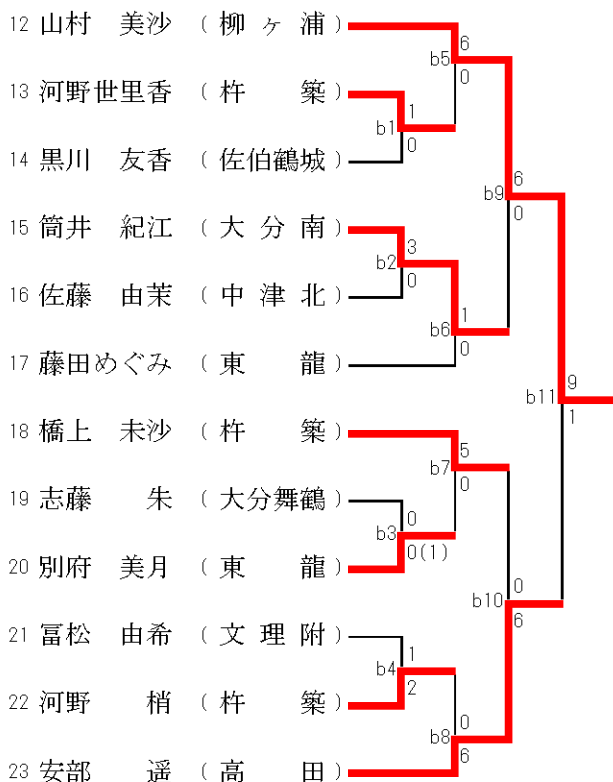 12 山村 美沙 (柳ヶ浦)
6
b5
0
13 河野世里香 (杵 築)
1
b1
0
14 黒川 友香 (佐伯鶴城)
6
b9
0
15 筒井 紀江 (大分南)
3
b2
0
16 佐藤 由茉 (中津北)
1
b6
0
17 藤田めぐみ (東 龍)
9
b11
1
18 橋上 未沙 (杵 築)
5
b7
0
19 志藤 朱 (大分舞鶴)
0
b3
0(1)
20 別府 美月 (東 龍)
0
b10
6
21 冨松 由希 (文理附)
1
b4
2
22 河野 梢 (杵 築)
0
b8
6
23 安部 遥 (高 田)